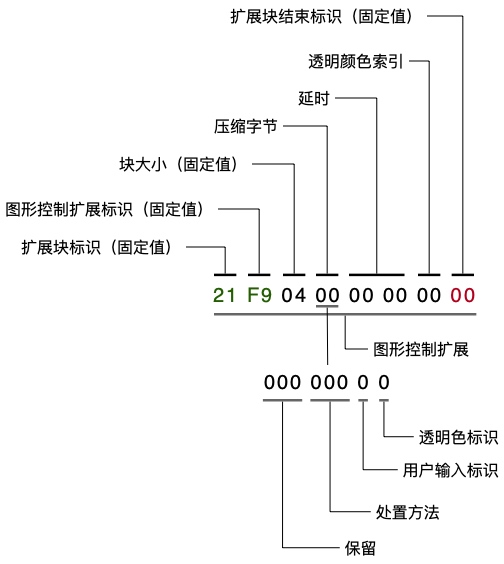 扩展块结束标识（固定值）
透明颜色索引
延时
压缩字节
块大小（固定值）
图形控制扩展标识（固定值）
扩展块标识（固定值）
21 F9 04 00 00 00 00 00
图形控制扩展
000 000 0 0
透明色标识
用户输入标识
处置方法
保留